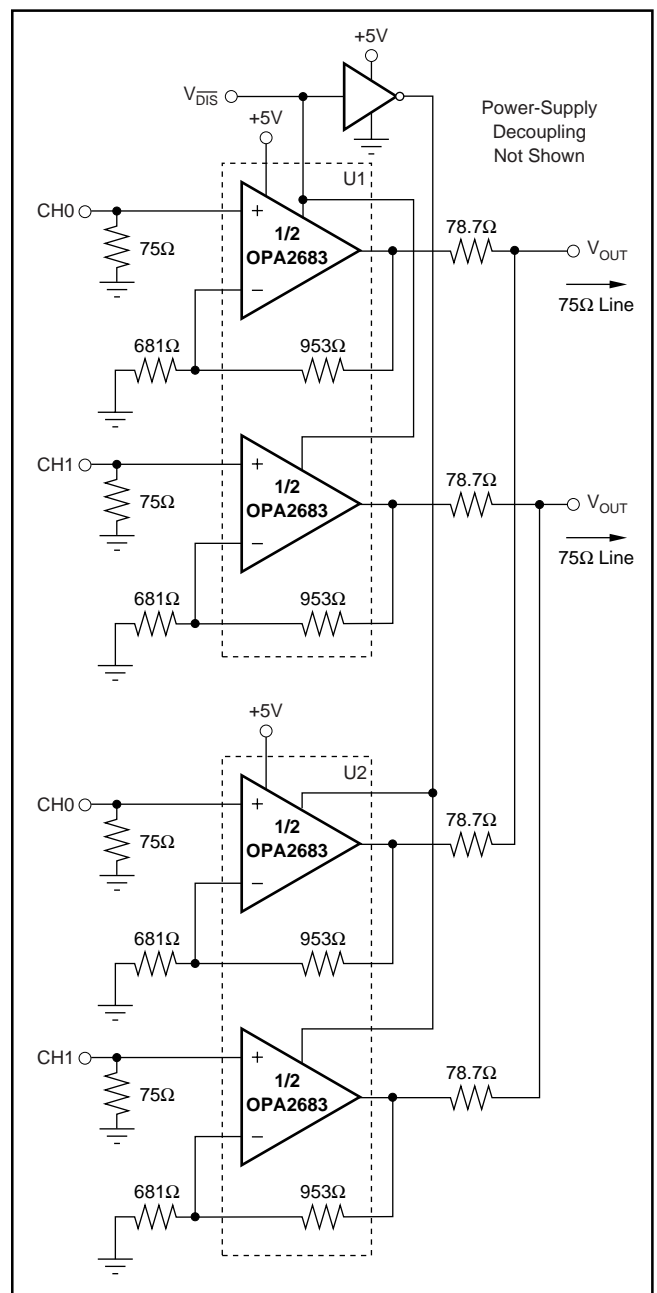 +5V
V_DIS̅
Power-Supply
Decoupling
Not Shown
+5V
U1
CH0
+
1/2
OPA2683
−
75Ω
78.7Ω
V_OUT
75Ω Line
681Ω
953Ω
CH1
+
1/2
OPA2683
−
75Ω
78.7Ω
V_OUT
75Ω Line
681Ω
953Ω
+5V
U2
CH0
+
1/2
OPA2683
−
75Ω
78.7Ω
681Ω
953Ω
CH1
+
1/2
OPA2683
−
75Ω
78.7Ω
681Ω
953Ω